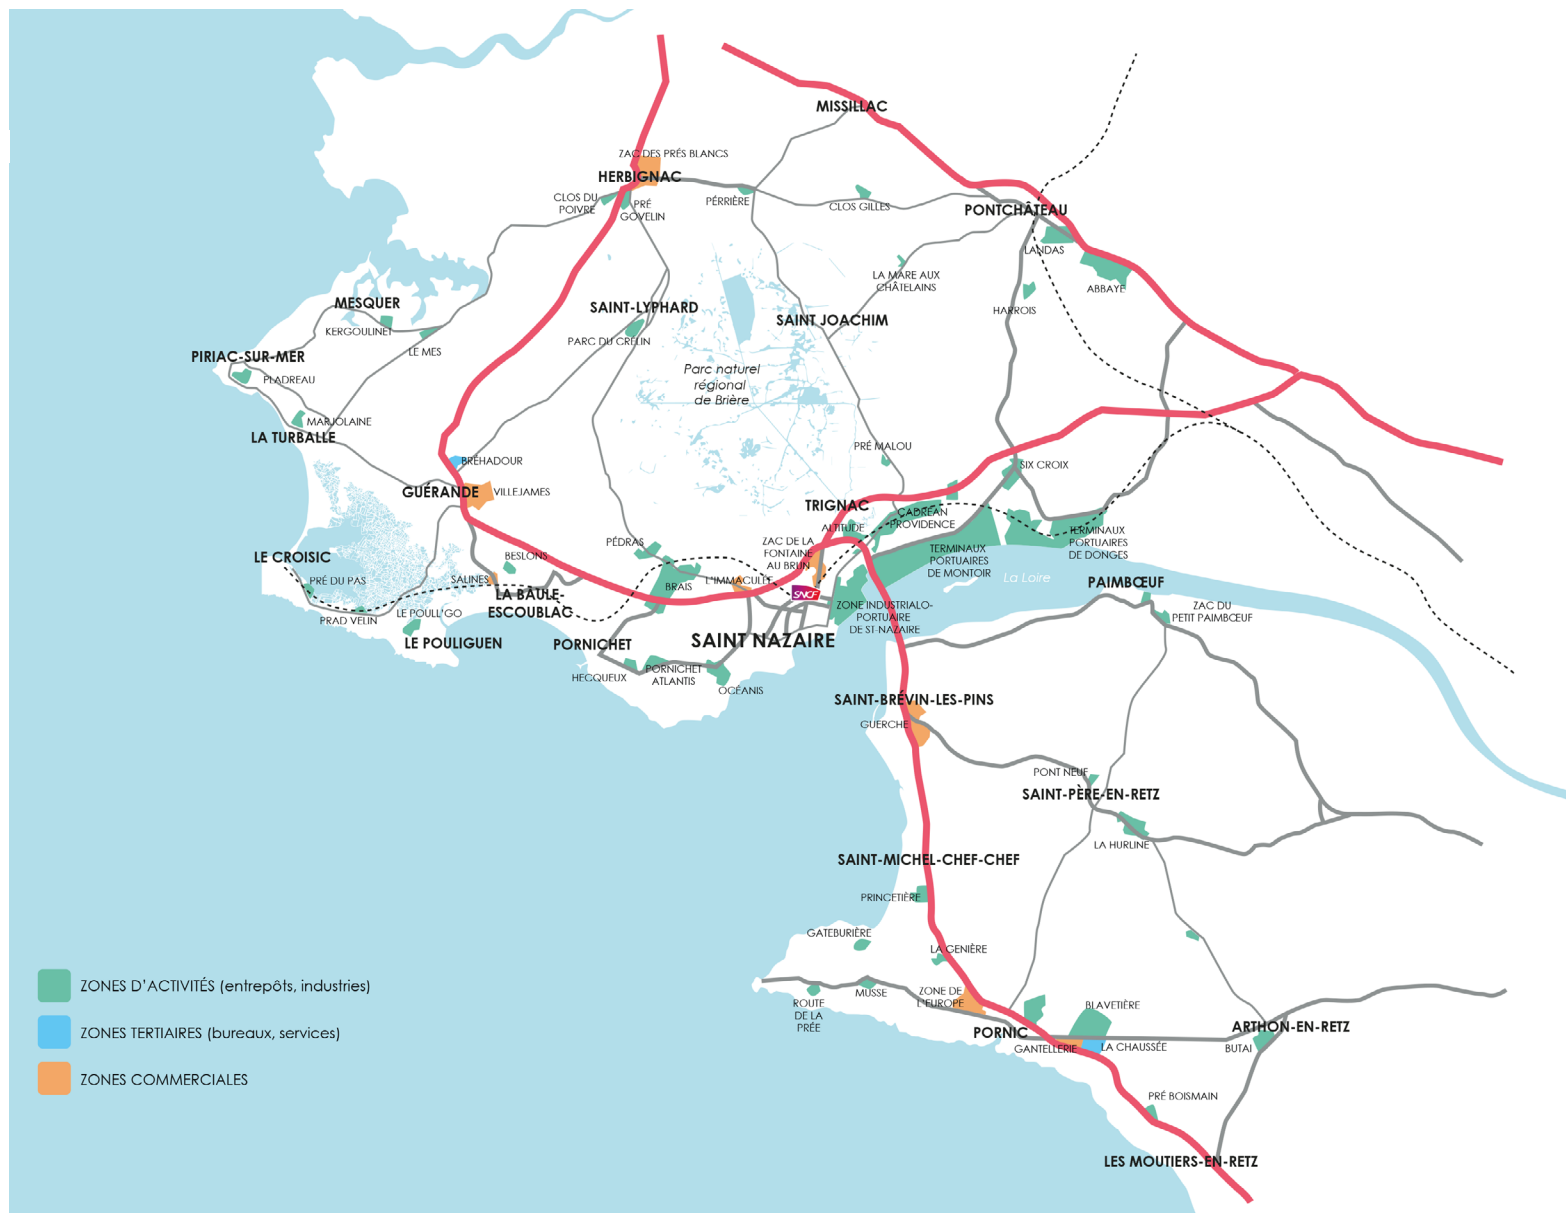 MISSILLAC
ZAC DES PRÉS BLANCS
HERBIGNAC
CLOS DU
POIVRE
PRÉ
GOVELIN
PÉRRIÈRE
CLOS GILLES
PONTCHÂTEAU
LANDAS
ABBAYE
LA MARE AUX
CHÂTELAINS
HARROIS
MESQUER
KERGOULINET
LE MES
SAINT-LYPHARD
PARC DU CRELIN
SAINT JOACHIM
PIRIAC-SUR-MER
PLADREAU
Parc naturel
régional
de Brière
MARJOLAINE
LA TURBALLE
PRÉ MALOU
BRÉHADOUR
SIX CROIX
GUÉRANDE
VILLEJAMES
TRIGNAC
ALTITUDE
CADRÉAN
PROVIDENCE
TERMINAUX
PORTUAIRES
DE DONGES
PÉDRAS
ZAC DE LA
FONTAINE
AU BRUN
TERMINAUX
PORTUAIRES
DE MONTOIR
LE CROISIC
BESLONS
PRÉ DU PAS
SALINES
BRAIS
L'IMMACULÉE
SNCF
La Loire
PAIMBŒUF
LA BAULE-
ESCOUBLAC
ZONE INDUSTRIALO-
PORTUAIRE
DE ST-NAZAIRE
ZAC DU
PETIT PAIMBŒUF
PRAD VELIN
LE POULL'GO
LE POULIGUEN
PORNICHET
SAINT NAZAIRE
HECQUEUX
PORNICHET
ATLANTIS
OCÉANIS
SAINT-BRÉVIN-LES-PINS
GUERCHE
PONT NEUF
SAINT-PÈRE-EN-RETZ
LA HURLINE
SAINT-MICHEL-CHEF-CHEF
PRINCETIÈRE
GATEBURIÈRE
LA GENIÈRE
ROUTE
DE LA
PRÉE
MUSSE
ZONE DE
L'EUROPE
BLAVETIÈRE
PORNIC
GANTELLERIE
LA CHAUSSÉE
ARTHON-EN-RETZ
BUTAI
PRÉ BOISMAIN
LES MOUTIERS-EN-RETZ
ZONES D'ACTIVITÉS (entrepôts, industries)
ZONES TERTIAIRES (bureaux, services)
ZONES COMMERCIALES